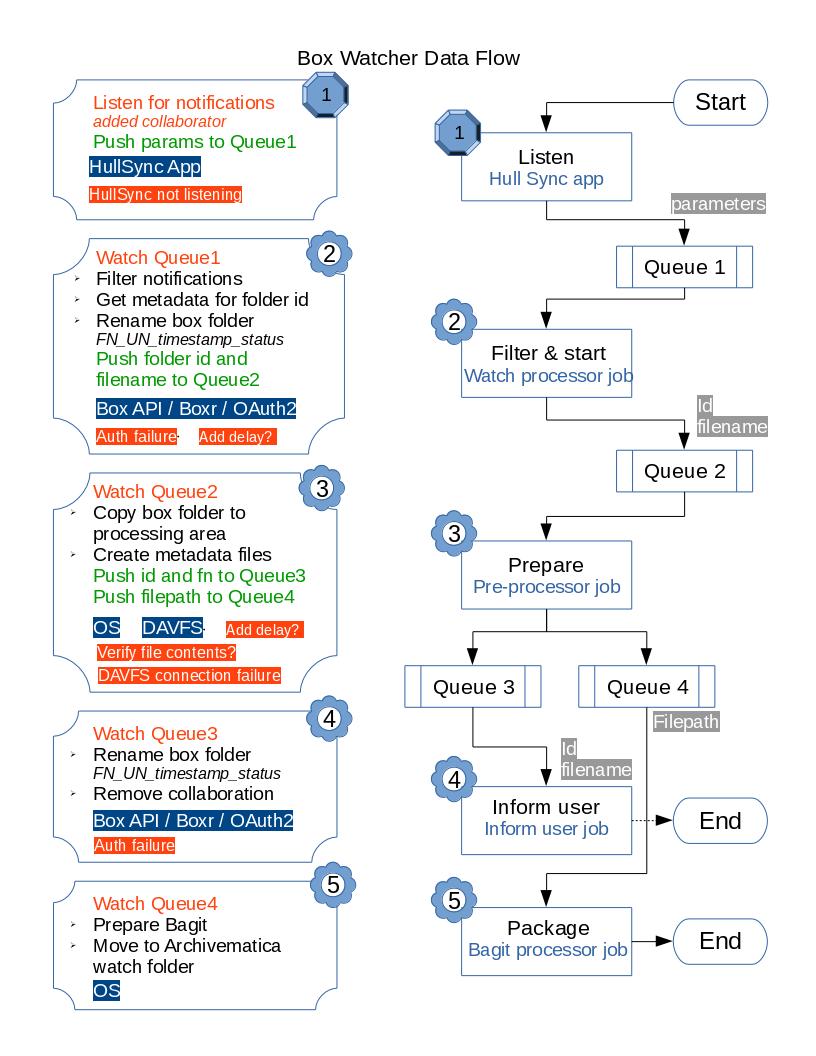 Box Watcher Data Flow
1
Listen for notifications
added collaborator
Push params to Queue1
HullSync App
HullSync not listening
2
Watch Queue1
Filter notifications
Get metadata for folder id
Rename box folder
FN_UN_timestamp_status
Push folder id and
filename to Queue2
Box API / Boxr / OAuth2
Auth failure Add delay?
3
Watch Queue2
Copy box folder to
processing area
Create metadata files
Push id and fn to Queue3
Push filepath to Queue4
OS DAVFS Add delay?
Verify file contents?
DAVFS connection failure
4
Watch Queue3
Rename box folder
FN_UN_timestamp_status
Remove collaboration
Box API / Boxr / OAuth2
Auth failure
5
Watch Queue4
Prepare Bagit
Move to Archivematica
watch folder
OS
Start
1
Listen
Hull Sync app
parameters
Queue 1
2
Filter & start
Watch processor job
Id
filename
Queue 2
3
Prepare
Pre-processor job
Queue 3
Queue 4
Filepath
Id
filename
4
Inform user
Inform user job
End
5
Package
Bagit processor job
End